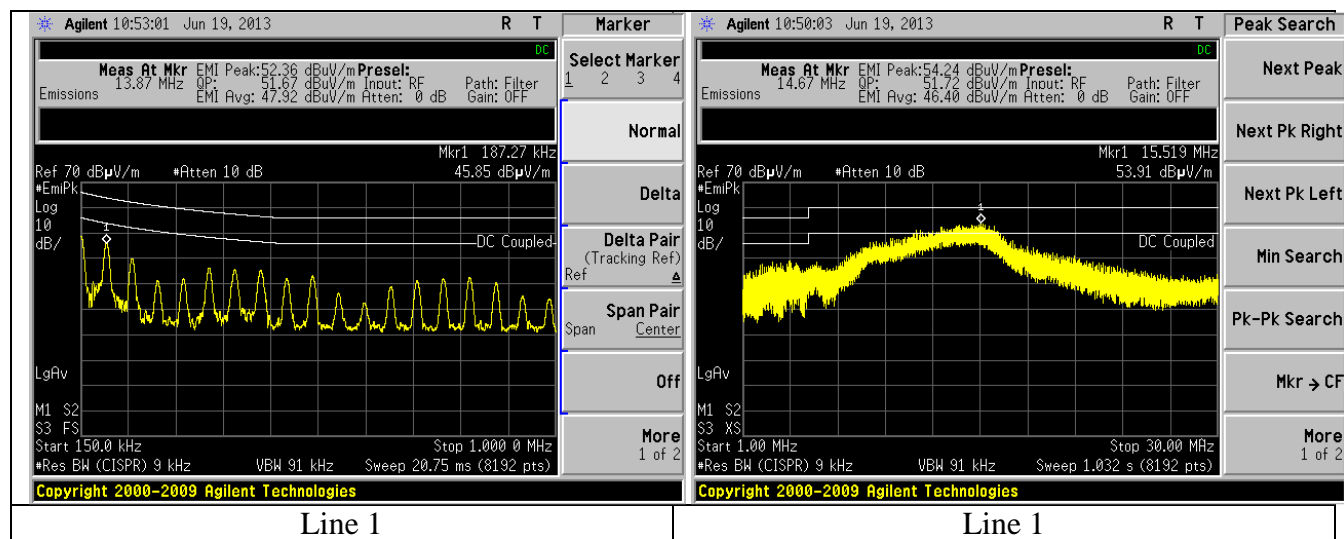 Agilent 10:53:01 Jun 19, 2013 R T
DC
Meas At Mkr EMI Peak:52.36 dBuV/m Presel:
13.87 MHz QP: 51.67 dBuV/m Input: RF Path: Filter
Emissions EMI Avg: 47.92 dBuV/m Atten: 0 dB Gain: OFF
Mkr1 187.27 kHz
Ref 70 dBµV/m #Atten 10 dB 45.85 dBµV/m
#EmiPk
Log
10
dB/
1
DC Coupled
LgAv
M1 S2
S3 FS
Start 150.0 kHz Stop 1.000 0 MHz
#Res BW (CISPR) 9 kHz VBW 91 kHz Sweep 20.75 ms (8192 pts)
Copyright 2000-2009 Agilent Technologies
Marker
Select Marker
1 2 3 4
Normal
Delta
Delta Pair
(Tracking Ref)
Ref Δ
Span Pair
Span Center
Off
More
1 of 2
Line 1
Agilent 10:50:03 Jun 19, 2013 R T
DC
Meas At Mkr EMI Peak:54.24 dBuV/m Presel:
14.67 MHz QP: 51.72 dBuV/m Input: RF Path: Filter
Emissions EMI Avg: 46.40 dBuV/m Atten: 0 dB Gain: OFF
Mkr1 15.519 MHz
Ref 70 dBµV/m #Atten 10 dB 53.91 dBµV/m
#EmiPk
Log
10
dB/
1
DC Coupled
LgAv
M1 S2
S3 XS
Start 1.00 MHz Stop 30.00 MHz
#Res BW (CISPR) 9 kHz VBW 91 kHz Sweep 1.032 s (8192 pts)
Copyright 2000-2009 Agilent Technologies
Peak Search
Next Peak
Next Pk Right
Next Pk Left
Min Search
Pk-Pk Search
Mkr → CF
More
1 of 2
Line 1